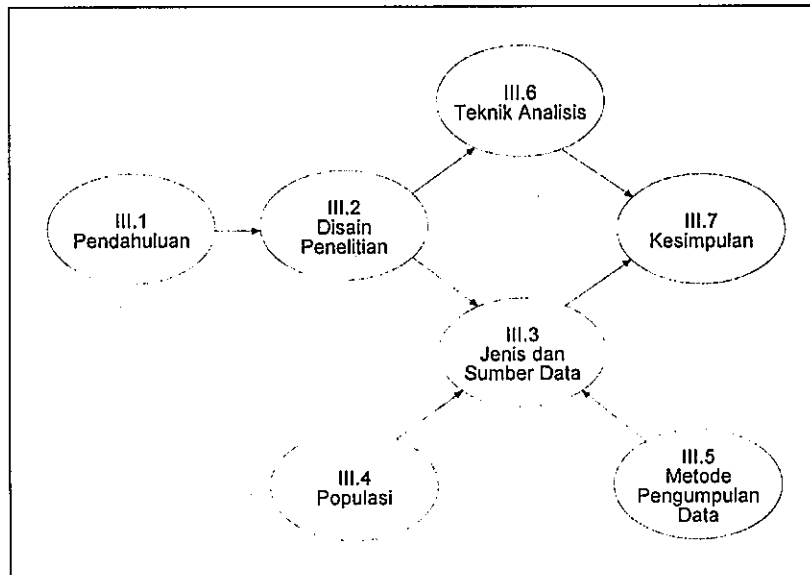 III.6
Teknik Analisis
III.1
Pendahuluan
III.2
Disain
Penelitian
III.7
Kesimpulan
III.3
Jenis dan
Sumber Data
III.4
Populasi
III.5
Metode
Pengumpulan
Data